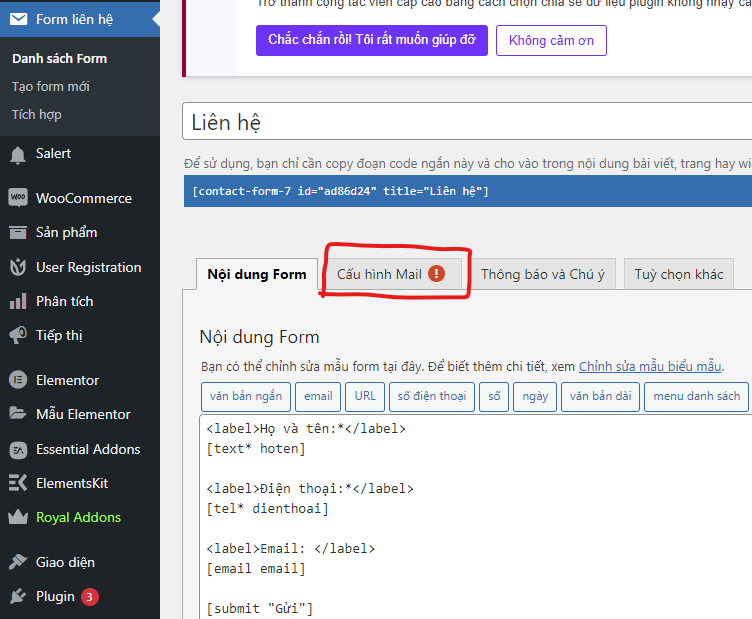 Form liên hệ
Danh sách Form
Tạo form mới
Tích hợp
Salert
WooCommerce
Sản phẩm
User Registration
Phân tích
Tiếp thị
Elementor
Mẫu Elementor
Essential Addons
ElementsKit
Royal Addons
Giao diện
Plugin 3
Trở thành cộng tác viên cấp cao bằng cách chọn chia sẻ dữ liệu plugin không nhạy
Chắc chắn rồi! Tôi rất muốn giúp đỡ
Không cảm ơn
Liên hệ
Để sử dụng, bạn chỉ cần copy đoạn code ngắn này và cho vào trong nội dung bài viết, trang hay
[contact-form-7 id="ad86d24" title="Liên hệ"]
Nội dung Form Cấu hình Mail ! Thông báo và Chú ý Tuỳ chọn khác
Nội dung Form
Bạn có thể chỉnh sửa mẫu form tại đây. Để biết thêm chi tiết, xem Chỉnh sửa mẫu biểu mẫu.
văn bản ngắn email URL số điện thoại số ngày văn bản dài menu danh sách
<label>Họ và tên:*</label>
[text* hoten]
<label>Điện thoại:*</label>
[tel* dienthoai]
<label>Email: </label>
[email email]
[submit "Gửi"]